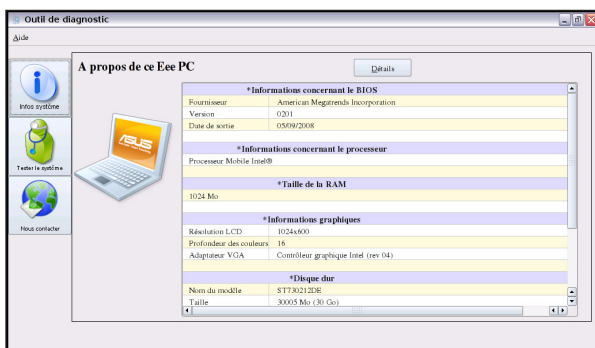 Outil de diagnostic
Aide
A propos de ce Eee PC
Détails
Infos système
Tester le système
Nous contacter
ASUS
*Informations concernant le BIOS
Fournisseur American Megatrends Incorporation
Version 0201
Date de sortie 05/09/2008
*Informations concernant le processeur
Processeur Mobile Intel®
*Taille de la RAM
1024 Mo
*Informations graphiques
Résolution LCD 1024x600
Profondeur des couleurs 16
Adaptateur VGA Contrôleur graphique Intel (rev 04)
*Disque dur
Nom du modèle ST730212DE
Taille 30005 Mo (30 Go)